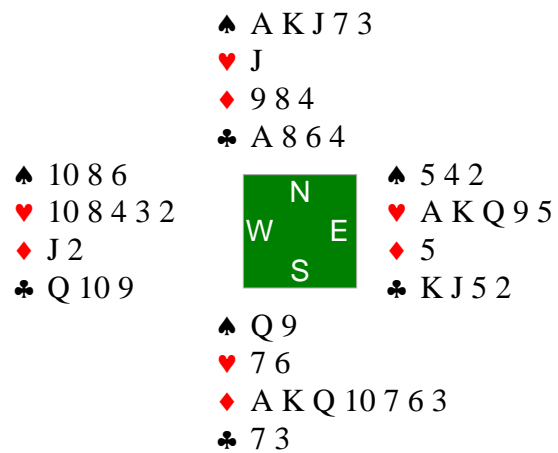 ♠ A K J 7 3
♥ J
♦ 9 8 4
♣ A 8 6 4
♠ 10 8 6
♥ 10 8 4 3 2
♦ J 2
♣ Q 10 9
N
W E
S
♠ 5 4 2
♥ A K Q 9 5
♦ 5
♣ K J 5 2
♠ Q 9
♥ 7 6
♦ A K Q 10 7 6 3
♣ 7 3